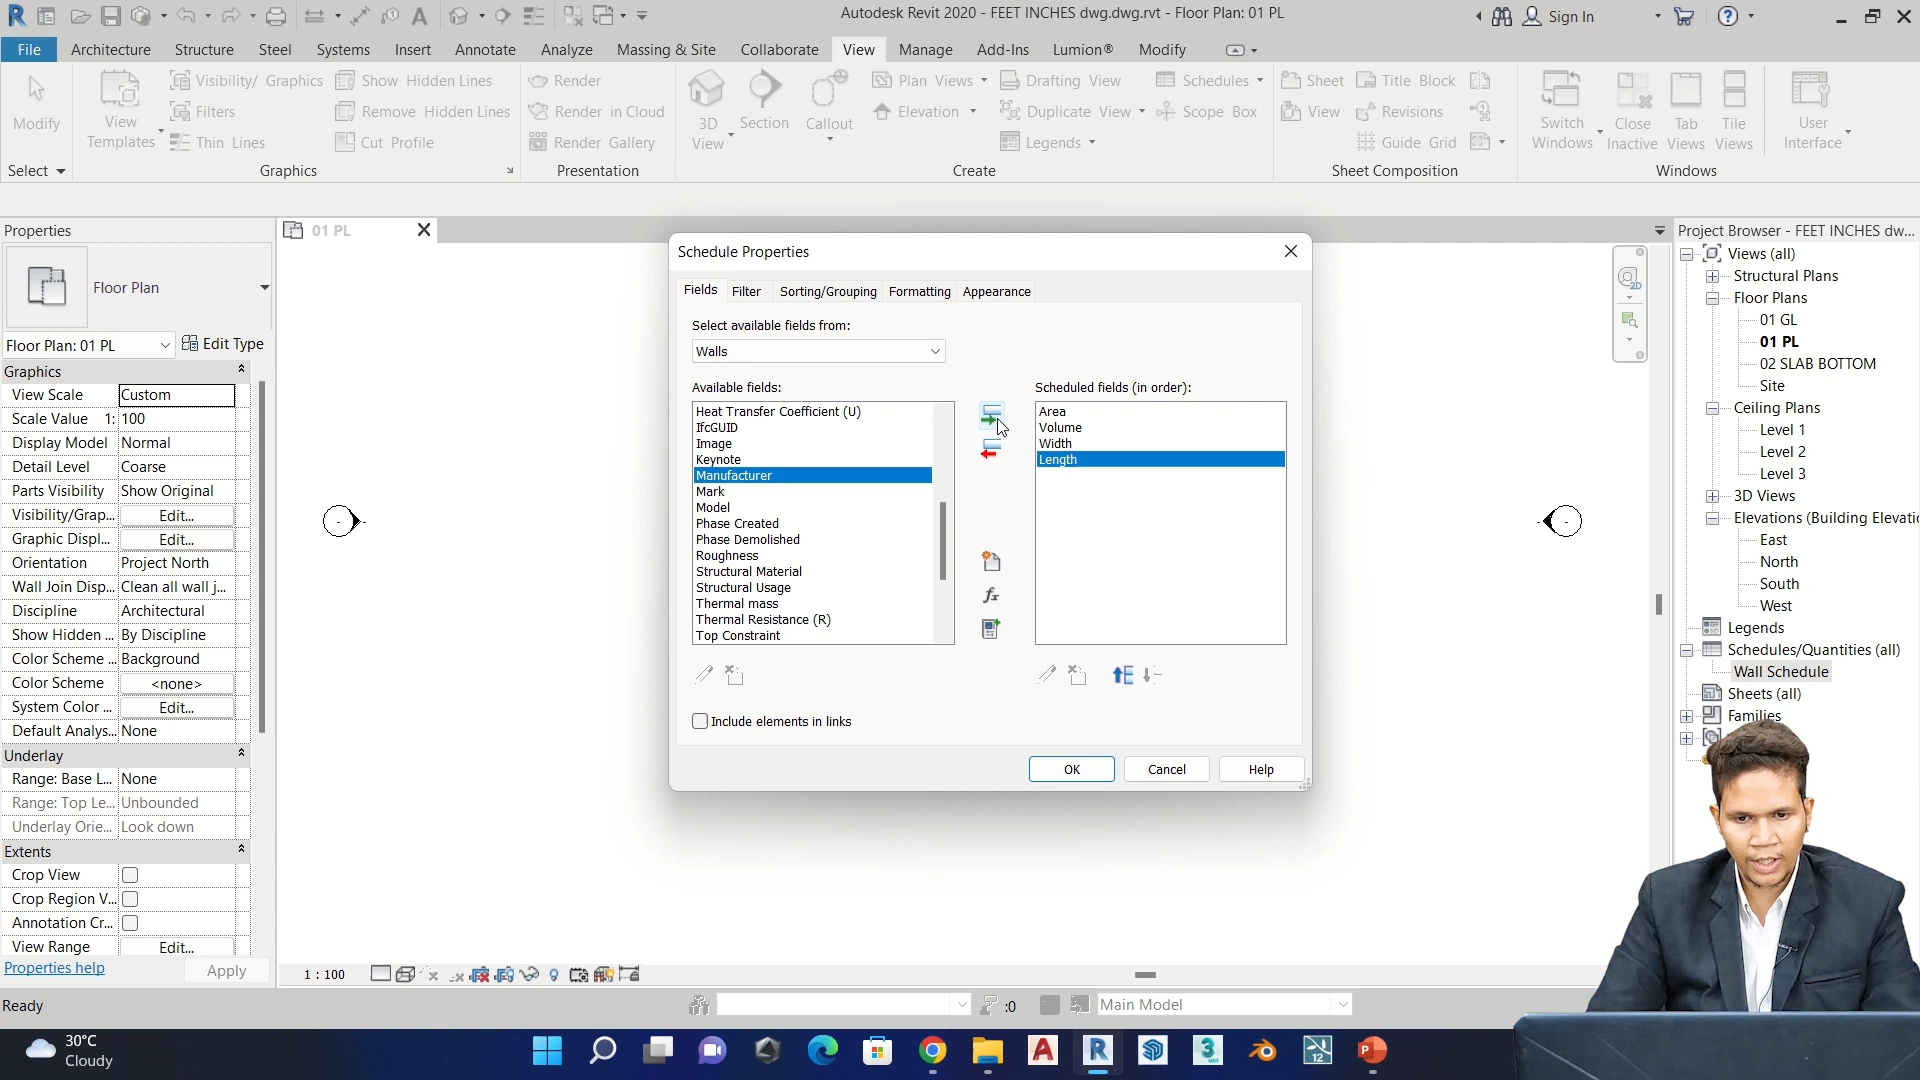 Autodesk Revit 2020 - FEET INCHES dwg.dwg.rvt - Floor Plan: 01 PL
Sign In
File
Architecture
Structure
Steel
Systems
Insert
Annotate
Analyze
Massing & Site
Collaborate
View
Manage
Add-Ins
Lumion®
Modify
Modify
View Templates
Visibility/ Graphics
Filters
Thin Lines
Show Hidden Lines
Remove Hidden Lines
Cut Profile
Render
Render in Cloud
Render Gallery
3D View
Section
Callout
Plan Views
Elevation
Drafting View
Duplicate View
Legends
Schedules
Scope Box
Sheet
View
Title Block
Revisions
Guide Grid
Switch Windows
Close Inactive
Tab Views
Tile Views
User Interface
Select
Graphics
Presentation
Create
Sheet Composition
Windows
Properties
Floor Plan
Floor Plan: 01 PL
Edit Type
Graphics
View Scale Custom
Scale Value 1: 100
Display Model Normal
Detail Level Coarse
Parts Visibility Show Original
Visibility/Grap... Edit...
Graphic Displ... Edit...
Orientation Project North
Wall Join Disp... Clean all wall j...
Discipline Architectural
Show Hidden ... By Discipline
Color Scheme ... Background
Color Scheme <none>
System Color ... Edit...
Default Analys... None
Underlay
Range: Base L... None
Range: Top Le... Unbounded
Underlay Orie... Look down
Extents
Crop View
Crop Region V...
Annotation Cr...
View Range Edit...
Properties help
Apply
01 PL
Schedule Properties
Fields
Filter
Sorting/Grouping
Formatting
Appearance
Select available fields from:
Walls
Available fields:
Heat Transfer Coefficient (U)
IfcGUID
Image
Keynote
Manufacturer
Mark
Model
Phase Created
Phase Demolished
Roughness
Structural Material
Structural Usage
Thermal mass
Thermal Resistance (R)
Top Constraint
fx
Scheduled fields (in order):
Area
Volume
Width
Length
Include elements in links
OK
Cancel
Help
2D
Project Browser - FEET INCHES dw...
Views (all)
Structural Plans
Floor Plans
01 GL
01 PL
02 SLAB BOTTOM
Site
Ceiling Plans
Level 1
Level 2
Level 3
3D Views
Elevations (Building Elevatio
East
North
South
West
Legends
Schedules/Quantities (all)
Wall Schedule
Sheets (all)
Families
1 : 100
Ready
:0
Main Model
30°C
Cloudy